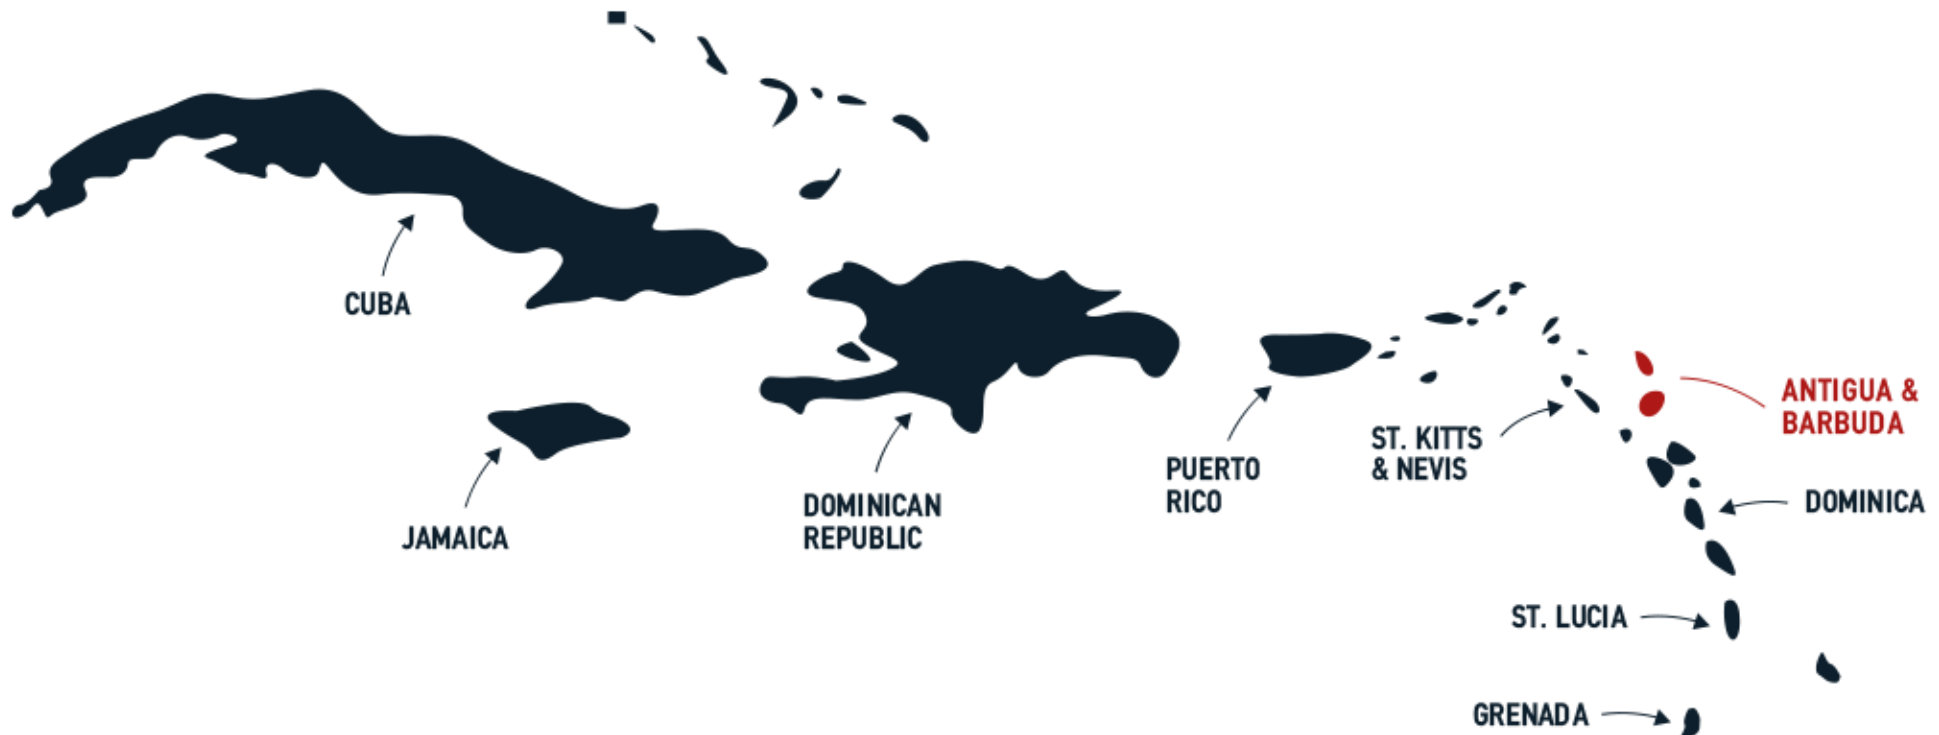 CUBA
JAMAICA
DOMINICAN
REPUBLIC
PUERTO
RICO
ST. KITTS
& NEVIS
ANTIGUA &
BARBUDA
DOMINICA
ST. LUCIA
GRENADA